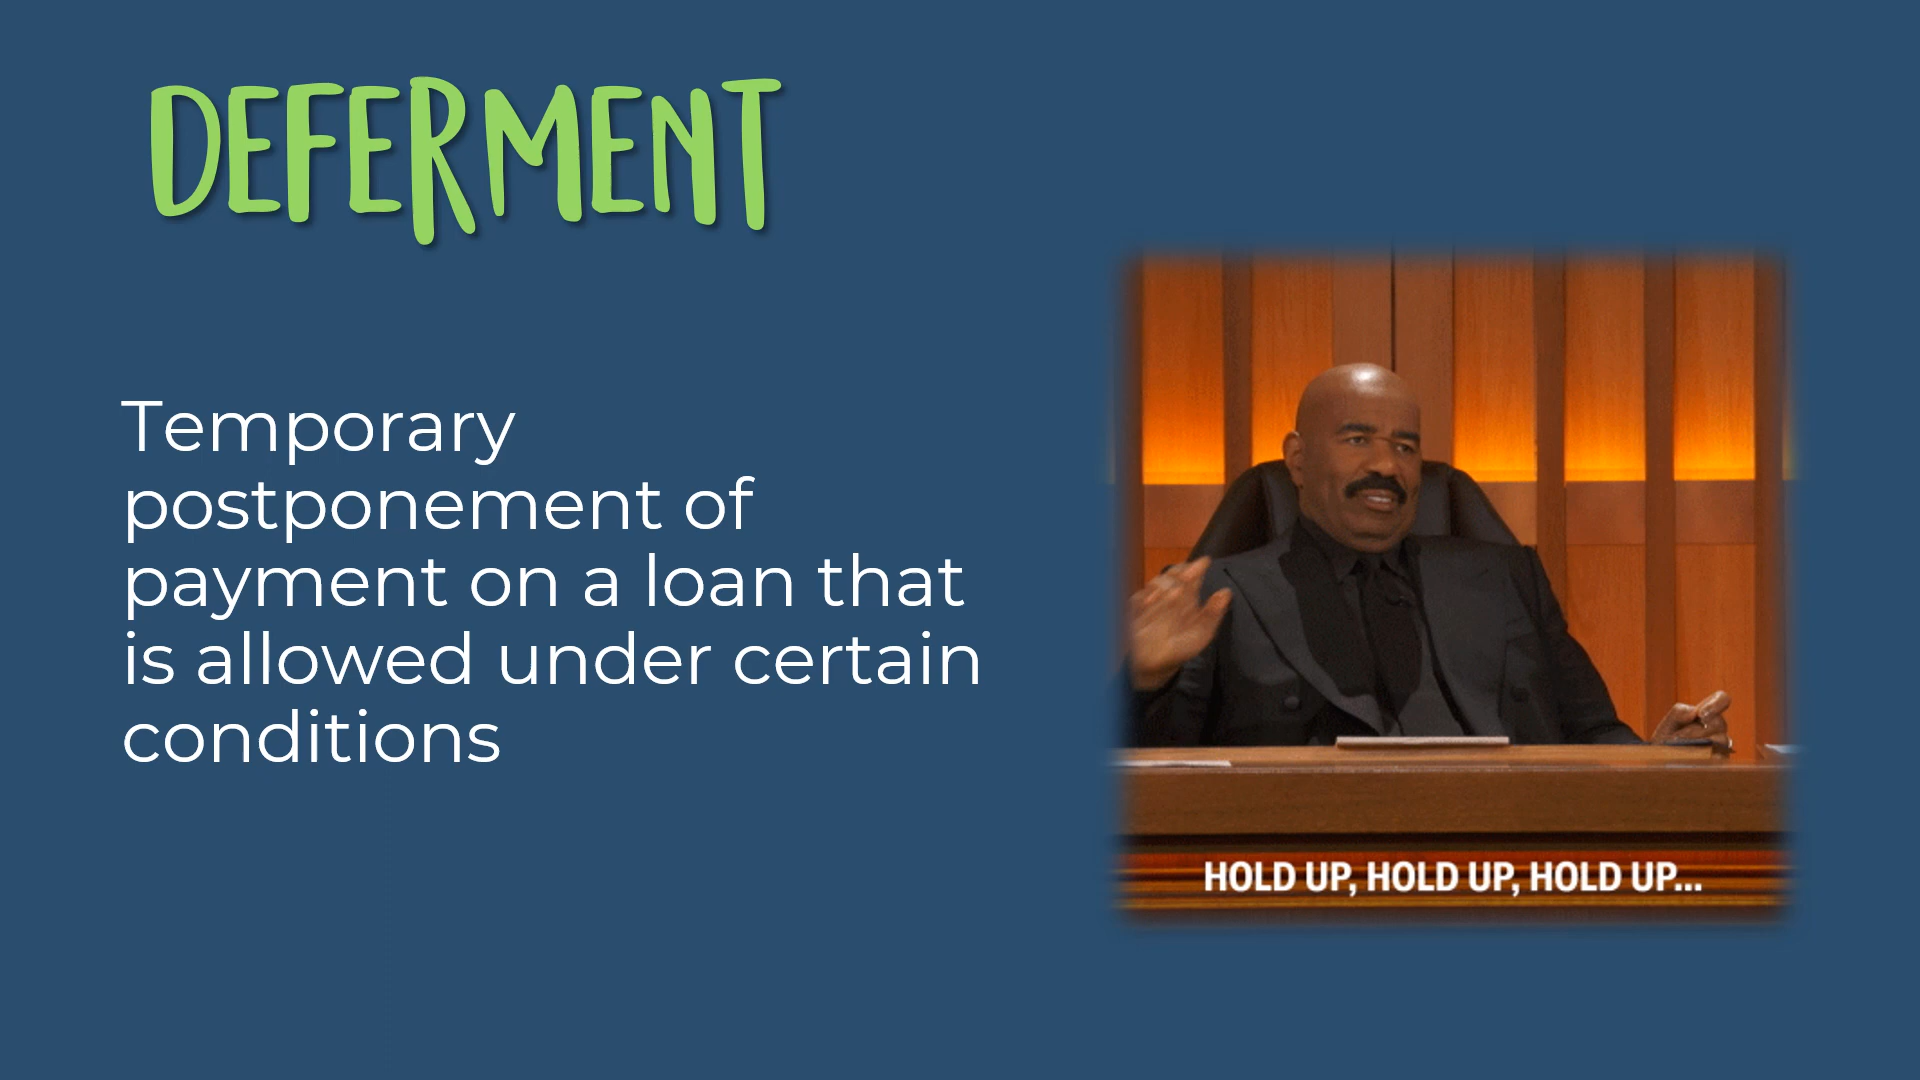 DEFERMENT
Temporary
postponement of
payment on a loan that
is allowed under certain
conditions
HOLD UP, HOLD UP, HOLD UP...